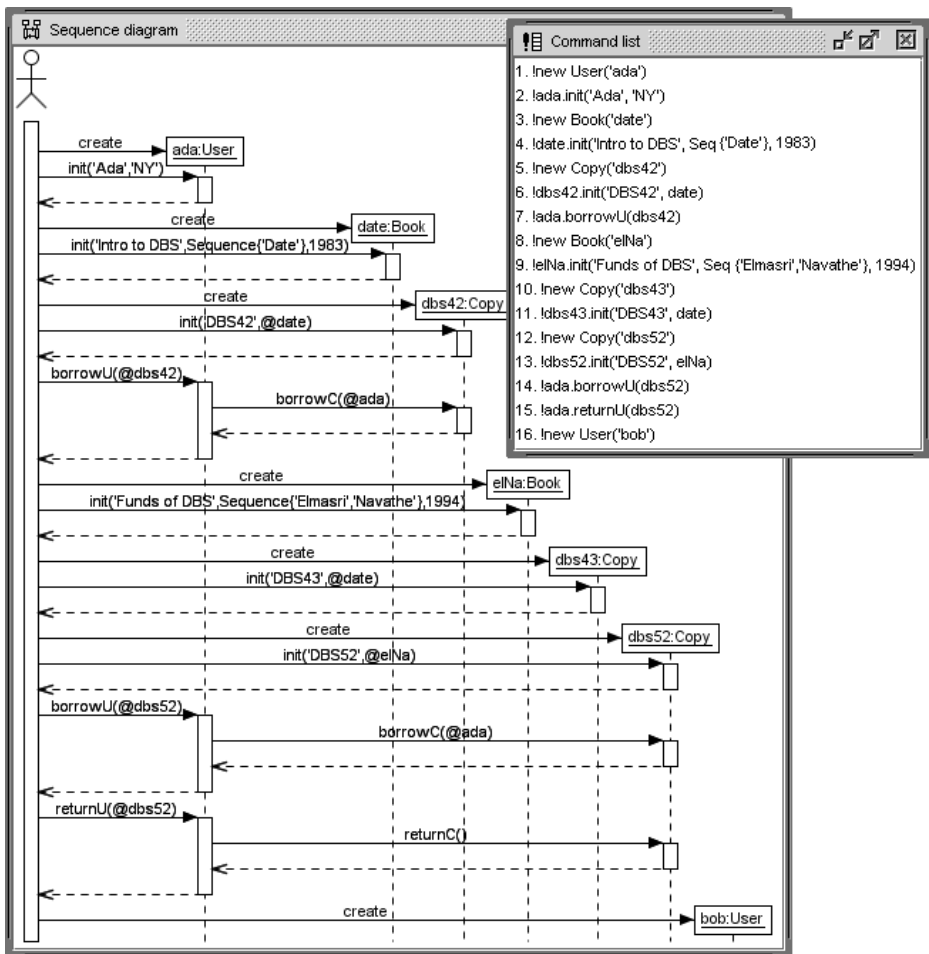 Sequence diagram
create
ada:User
init('Ada','NY')
create
date:Book
init('Intro to DBS',Sequence{'Date'},1983)
create
dbs42:Copy
init('DBS42',@date)
borrowU(@dbs42)
borrowC(@ada)
create
elNa:Book
init('Funds of DBS',Sequence{'Elmasri','Navathe'},1994)
create
dbs43:Copy
init('DBS43',@date)
create
dbs52:Copy
init('DBS52',@elNa)
borrowU(@dbs52)
borrowC(@ada)
returnU(@dbs52)
returnC()
create
bob:User
Command list
1. !new User('ada')
2. !ada.init('Ada', 'NY')
3. !new Book('date')
4. !date.init('Intro to DBS', Seq {'Date'}, 1983)
5. !new Copy('dbs42')
6. !dbs42.init('DBS42', date)
7. !ada.borrowU(dbs42)
8. !new Book('elNa')
9. !elNa.init('Funds of DBS', Seq {'Elmasri','Navathe'}, 1994)
10. !new Copy('dbs43')
11. !dbs43.init('DBS43', date)
12. !new Copy('dbs52')
13. !dbs52.init('DBS52', elNa)
14. !ada.borrowU(dbs52)
15. !ada.returnU(dbs52)
16. !new User('bob')